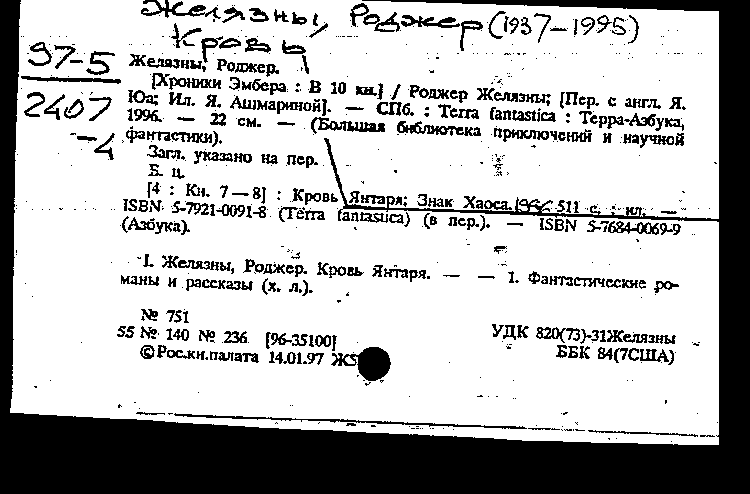 Желязны, Роджер (1937-1995)
Кровь
97-5
2407
-4
Желязны, Роджер.
[Хроники Эмбера : В 10 кн.] / Роджер Желязны; [Пер. с англ. Я.
Юа; Ил. Я. Ашмариной]. — СПб. : Terra fantastica : Терра-Азбука,
1996. — 22 см. — (Большая библиотека приключений и научной
фантастики).
Загл. указано на пер.
Б. ц.
[4 : Кн. 7—8] : Кровь Янтаря; Знак Хаоса. 1996 511 с. : ил. —
ISBN 5-7921-0091-8 (Terra fantastica) (в пер.). — ISBN 5-7684-0069-9
(Азбука).
I. Желязны, Роджер. Кровь Янтаря. — — 1. Фантастические ро-
маны и рассказы (х. л.).
№ 751
55 № 140 № 236 [96-35100]
УДК 820(73)-31Желязны
© Рос.кн.палата 14.01.97 Ж5
ББК 84(7США)